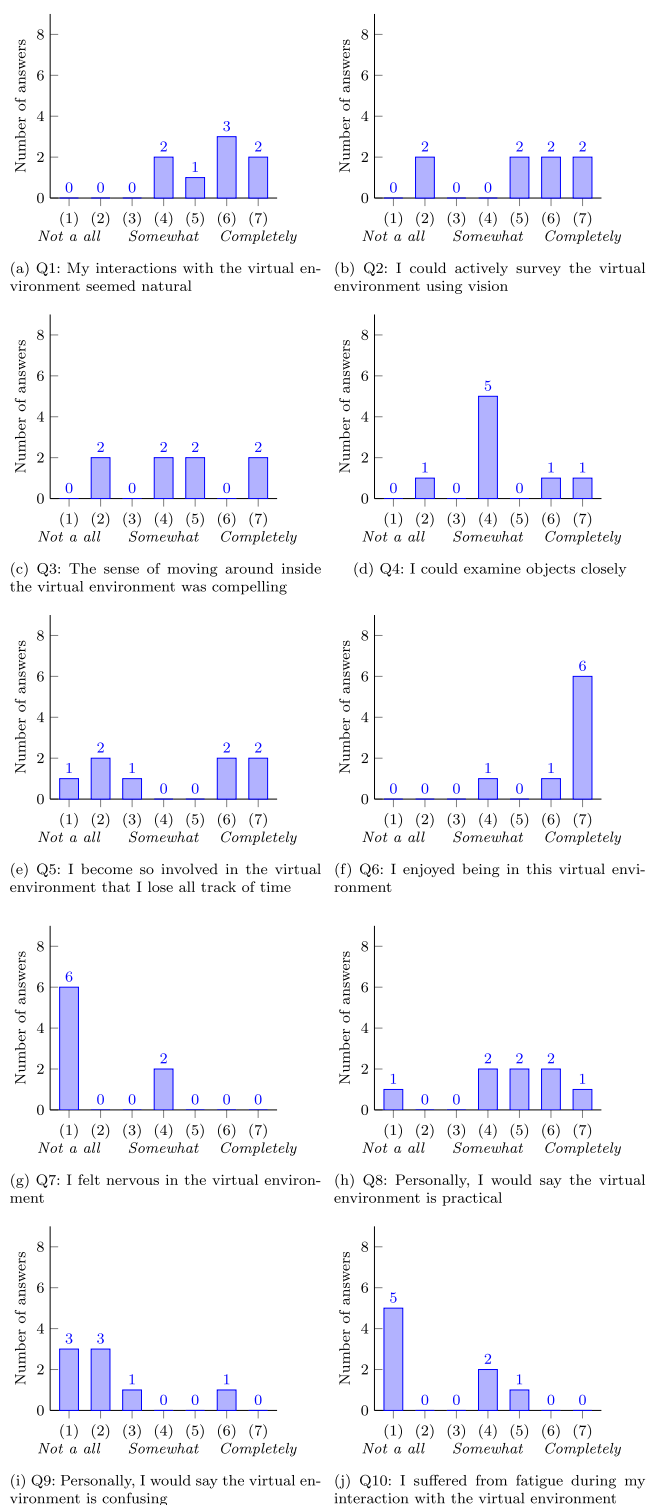 8
6
4
2
0
Number of answers
0 0 0 2 1 3 2
(1) (2) (3) (4) (5) (6) (7)
Not a all Somewhat Completely
(a) Q1: My interactions with the virtual en-
vironment seemed natural
8
6
4
2
0
Number of answers
0 2 0 0 2 2 2
(1) (2) (3) (4) (5) (6) (7)
Not a all Somewhat Completely
(b) Q2: I could actively survey the virtual
environment using vision
8
6
4
2
0
Number of answers
0 2 0 2 2 0 2
(1) (2) (3) (4) (5) (6) (7)
Not a all Somewhat Completely
(c) Q3: The sense of moving around inside
the virtual environment was compelling
8
6
4
2
0
Number of answers
0 1 0 5 0 1 1
(1) (2) (3) (4) (5) (6) (7)
Not a all Somewhat Completely
(d) Q4: I could examine objects closely
8
6
4
2
0
Number of answers
1 2 1 0 0 2 2
(1) (2) (3) (4) (5) (6) (7)
Not a all Somewhat Completely
(e) Q5: I become so involved in the virtual
environment that I lose all track of time
8
6
4
2
0
Number of answers
0 0 0 1 0 1 6
(1) (2) (3) (4) (5) (6) (7)
Not a all Somewhat Completely
(f) Q6: I enjoyed being in this virtual envi-
ronment
8
6
4
2
0
Number of answers
6 0 0 2 0 0 0
(1) (2) (3) (4) (5) (6) (7)
Not a all Somewhat Completely
(g) Q7: I felt nervous in the virtual environ-
ment
8
6
4
2
0
Number of answers
1 0 0 2 2 2 1
(1) (2) (3) (4) (5) (6) (7)
Not a all Somewhat Completely
(h) Q8: Personally, I would say the virtual
environment is practical
8
6
4
2
0
Number of answers
3 3 1 0 0 1 0
(1) (2) (3) (4) (5) (6) (7)
Not a all Somewhat Completely
(i) Q9: Personally, I would say the virtual en-
vironment is confusing
8
6
4
2
0
Number of answers
5 0 0 2 1 0 0
(1) (2) (3) (4) (5) (6) (7)
Not a all Somewhat Completely
(j) Q10: I suffered from fatigue during my
interaction with the virtual environment